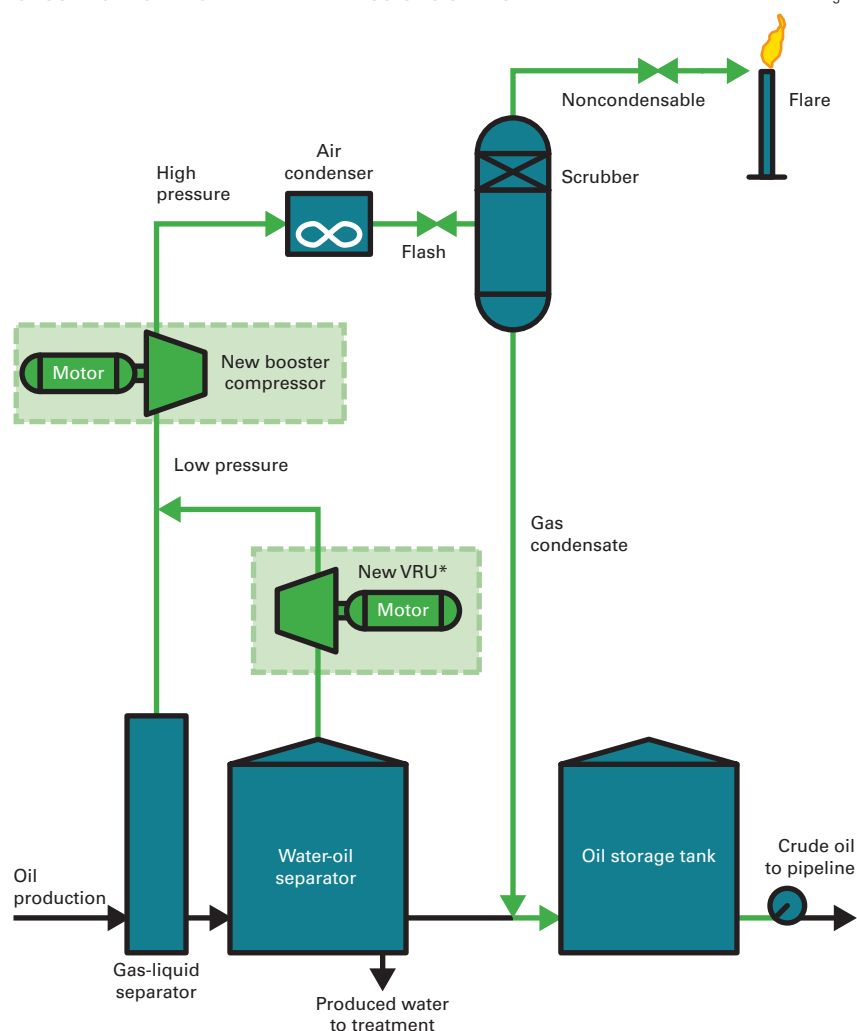 Noncondensable
Flare
Air
condenser
High
pressure
Scrubber
Flash
Motor
New booster
compressor
Low pressure
Gas
condensate
New VRU*
Motor
Water-oil
separator
Oil storage tank
Crude oil
to pipeline
Oil
production
Gas-liquid
separator
Produced water
to treatment